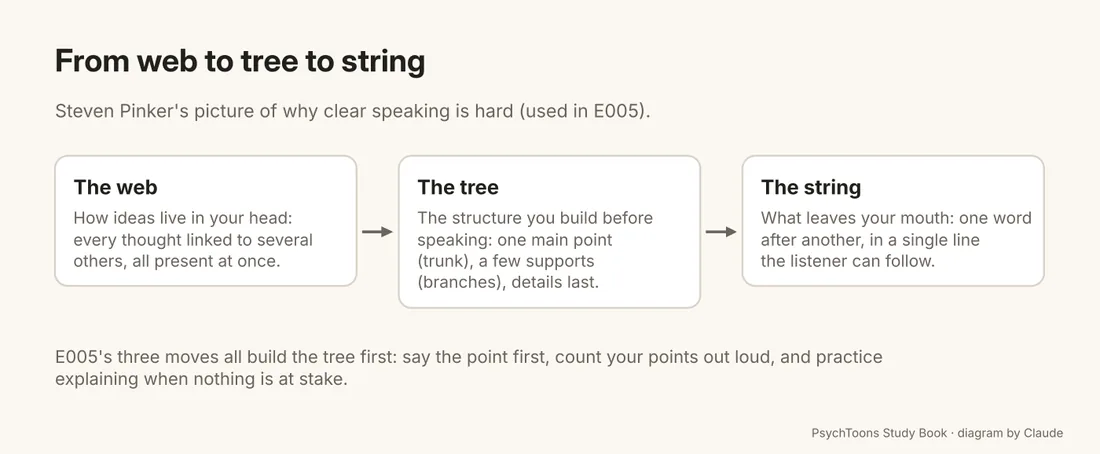 From web to tree to string
Steven Pinker's picture of why clear speaking is hard (used in E005).
The web
How ideas live in your head:
every thought linked to several
others, all present at once.
The tree
The structure you build before
speaking: one main point
(trunk), a few supports
(branches), details last.
The string
What leaves your mouth: one word
after another, in a single line
the listener can follow.
E005's three moves all build the tree first: say the point first, count your points out loud, and practice
explaining when nothing is at stake.
PsychToons Study Book · diagram by Claude